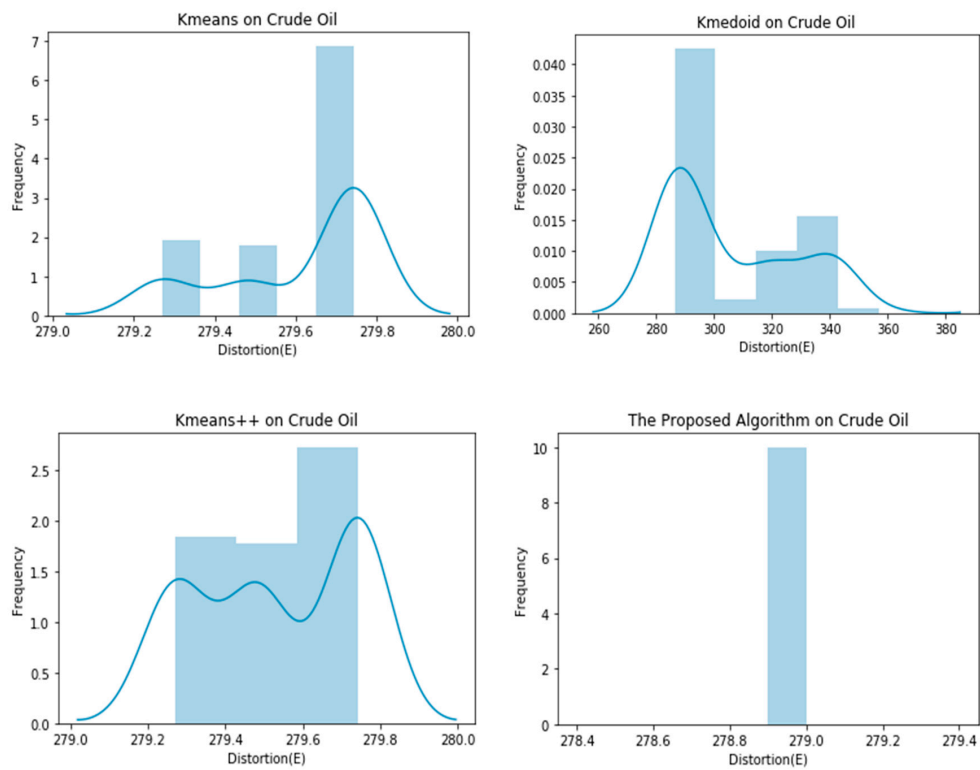 Kmeans on Crude Oil
7
6
5
4
3
2
1
0
Frequency
279.0 279.2 279.4 279.6 279.8 280.0
Distortion(E)
Kmedoid on Crude Oil
0.040
0.035
0.030
0.025
0.020
0.015
0.010
0.005
0.000
Frequency
260 280 300 320 340 360 380
Distortion(E)
Kmeans++ on Crude Oil
2.5
2.0
1.5
1.0
0.5
0.0
Frequency
279.0 279.2 279.4 279.6 279.8 280.0
Distortion(E)
The Proposed Algorithm on Crude Oil
10
8
6
4
2
0
Frequency
278.4 278.6 278.8 279.0 279.2 279.4
Distortion(E)